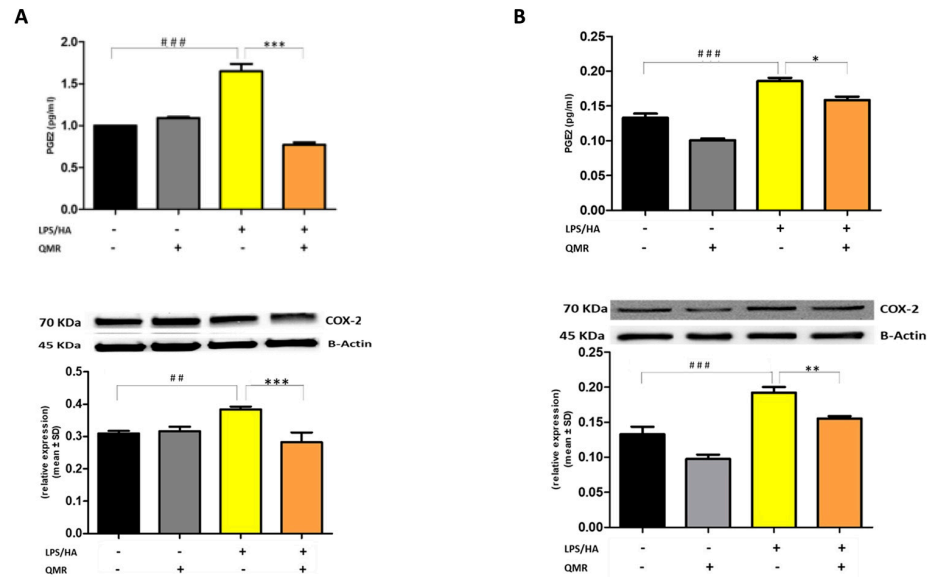 A
2.0
1.5
1.0
0.5
0.0
PGE2 (pg/ml)
# # #
***
LPS/HA - - + +
QMR - + - +
70 KDa COX-2
45 KDa B-Actin
0.4
0.3
0.2
0.1
0.0
(relative expression)
(mean ± SD)
# #
***
LPS/HA - - + +
QMR - + - +
B
0.25
0.20
0.15
0.10
0.05
0.00
PGE2 (pg/ml)
# # #
*
LPS/HA - - + +
QMR - + - +
70 KDa COX-2
45 KDa B-Actin
0.25
0.20
0.15
0.10
0.05
0.00
(relative expression)
(mean ± SD)
# # #
**
LPS/HA - - + +
QMR - + - +